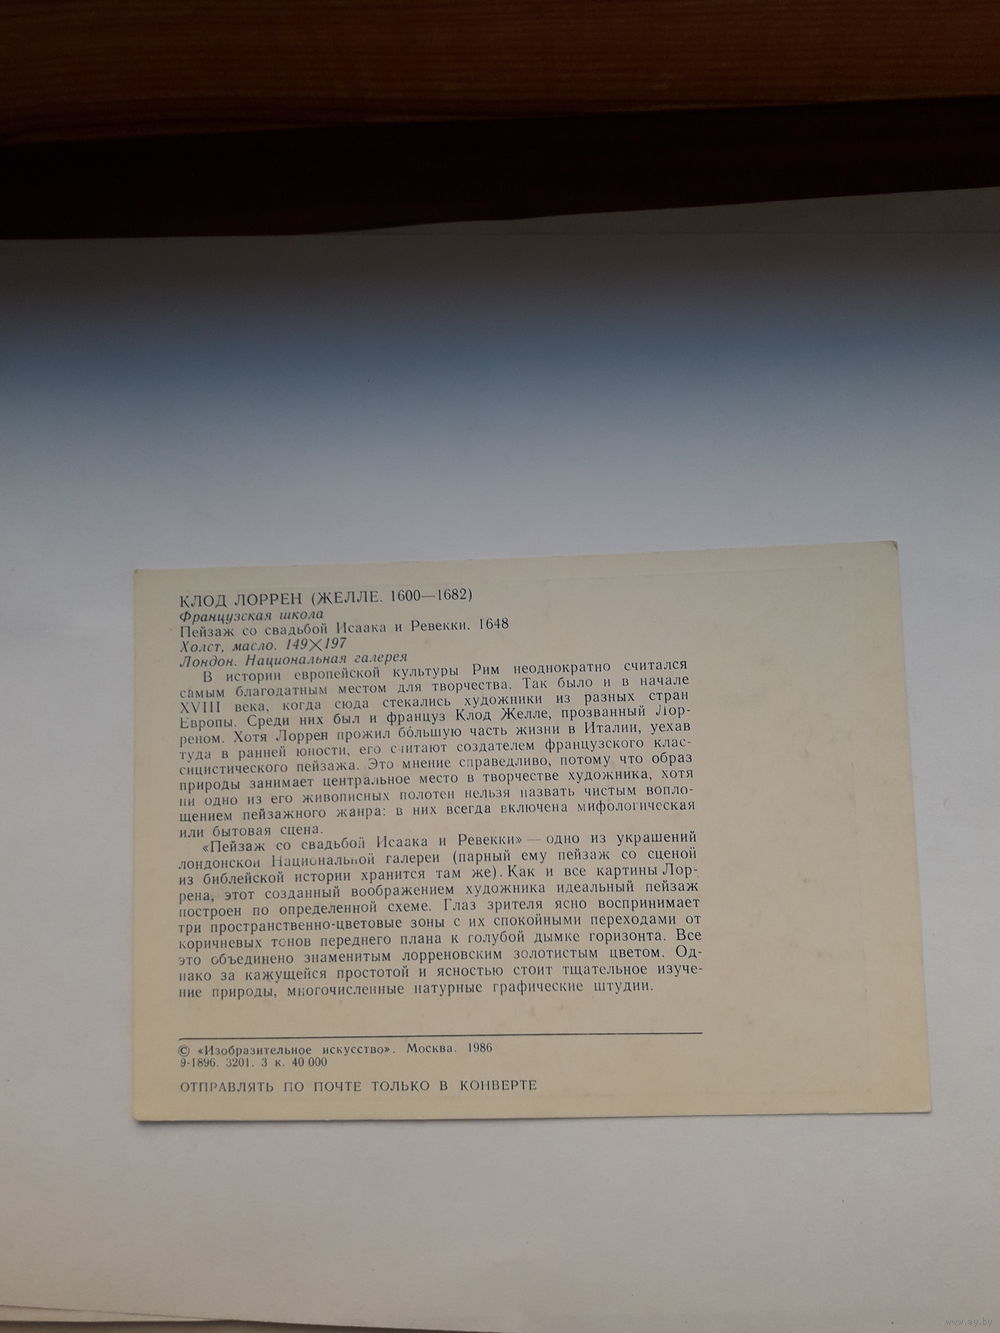 КЛОД ЛОРРЕН (ЖЕЛЛЕ. 1600—1682)
Французская школа
Пейзаж со свадьбой Исаака и Ревекки. 1648
Холст, масло. 149×197
Лондон. Национальная галерея
В истории европейской культуры Рим неоднократно считался
самым благодатным местом для творчества. Так было и в начале
XVIII века, когда сюда стекались художники из разных стран
Европы. Среди них был и француз Клод Желле, прозванный Лор-
реном. Хотя Лоррен прожил бо́льшую часть жизни в Италии, уехав
туда в ранней юности, его считают создателем французского клас-
сицистического пейзажа. Это мнение справедливо, потому что образ
природы занимает центральное место в творчестве художника, хотя
ни одно из его живописных полотен нельзя назвать чистым вопло-
щением пейзажного жанра: в них всегда включена мифологическая
или бытовая сцена.
«Пейзаж со свадьбой Исаака и Ревекки» — одно из украшений
лондонской Национальной галереи (парный ему пейзаж со сценой
из библейской истории хранится там же). Как и все картины Лор-
рена, этот созданный воображением художника идеальный пейзаж
построен по определенной схеме. Глаз зрителя ясно воспринимает
три пространственно-цветовые зоны с их спокойными переходами от
коричневых тонов переднего плана к голубой дымке горизонта. Все
это объединено знаменитым лорреновским золотистым цветом. Од-
нако за кажущейся простотой и ясностью стоит тщательное изуче-
ние природы, многочисленные натурные графические штудии.
© «Изобразительное искусство». Москва. 1986
9-1896. 3201. 3 к. 40 000
ОТПРАВЛЯТЬ ПО ПОЧТЕ ТОЛЬКО В КОНВЕРТЕ
www.ay.by